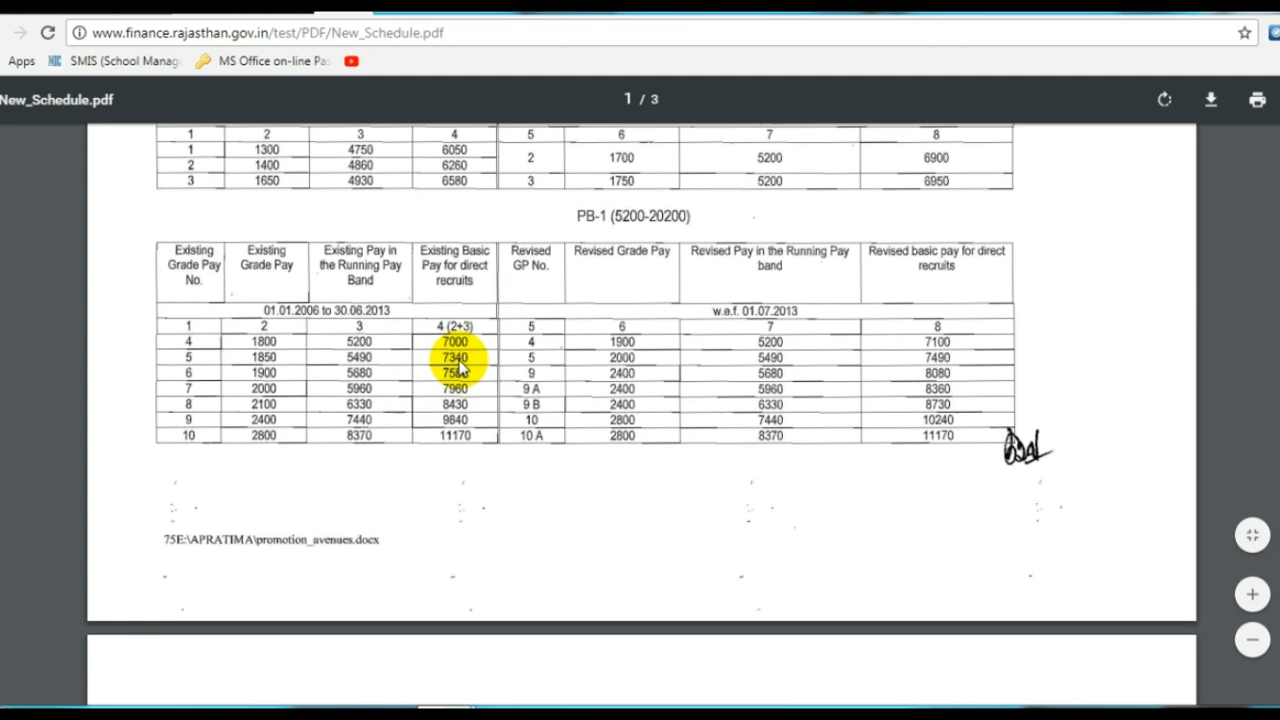 www.finance.rajasthan.gov.in/test/PDF/New_Schedule.pdf
Apps NIC SMIS (School Manag MS Office on-line Pa
New_Schedule.pdf 1 / 3
1 2 3 4 5 6 7 8
1 1300 4750 6050 2 1700 5200 6900
2 1400 4860 6260
3 1650 4930 6580 3 1750 5200 6950
PB-1 (5200-20200)
Existing Grade Pay No. Existing Grade Pay Existing Pay in the Running Pay Band Existing Basic Pay for direct recruits Revised GP No. Revised Grade Pay Revised Pay in the Running Pay band Revised basic pay for direct recruits
01.01.2006 to 30.06.2013 w.e.f. 01.07.2013
1 2 3 4 (2+3) 5 6 7 8
4 1800 5200 7000 4 1900 5200 7100
5 1850 5490 7340 5 2000 5490 7490
6 1900 5680 9 2400 5680 8080
7 2000 5960 7960 9 A 2400 5960 8360
8 2100 6330 8430 9 B 2400 6330 8730
9 2400 7440 9840 10 2800 7440 10240
10 2800 8370 11170 10 A 2800 8370 11170
75E:\APRATIMA\promotion_avenues.docx